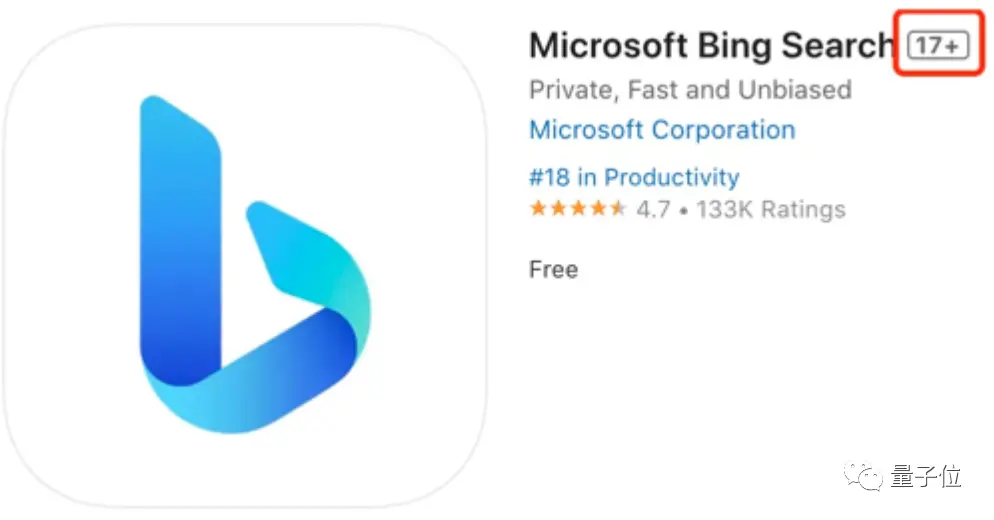 Microsoft Bing Search 17+
Private, Fast and Unbiased
Microsoft Corporation
#18 in Productivity
4.7 • 133K Ratings
Free
量子位